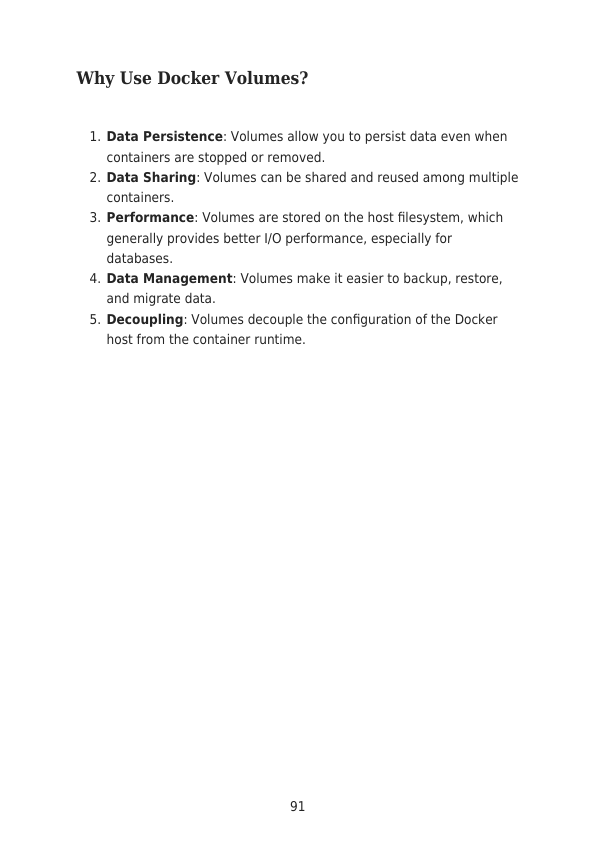 Why Use Docker Volumes?
1. Data Persistence: Volumes allow you to persist data even when
containers are stopped or removed.
2. Data Sharing: Volumes can be shared and reused among multiple
containers.
3. Performance: Volumes are stored on the host filesystem, which
generally provides better I/O performance, especially for
databases.
4. Data Management: Volumes make it easier to backup, restore,
and migrate data.
5. Decoupling: Volumes decouple the configuration of the Docker
host from the container runtime.
91